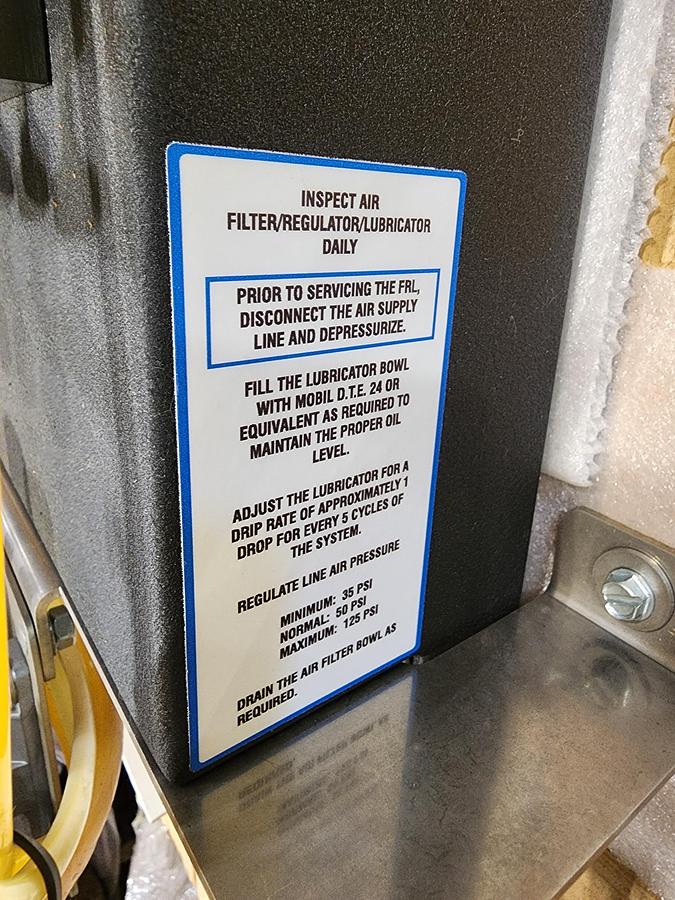 INSPECT AIR
FILTER/REGULATOR/LUBRICATOR
DAILY
PRIOR TO SERVICING THE FRL,
DISCONNECT THE AIR SUPPLY
LINE AND DEPRESSURIZE.
FILL THE LUBRICATOR BOWL
WITH MOBIL D.T.E. 24 OR
EQUIVALENT AS REQUIRED TO
MAINTAIN THE PROPER OIL
LEVEL.
ADJUST THE LUBRICATOR FOR A
DRIP RATE OF APPROXIMATELY 1
DROP FOR EVERY 5 CYCLES OF
THE SYSTEM.
REGULATE LINE AIR PRESSURE
MINIMUM: 35 PSI
NORMAL: 50 PSI
MAXIMUM: 125 PSI
DRAIN THE AIR FILTER BOWL AS
REQUIRED.